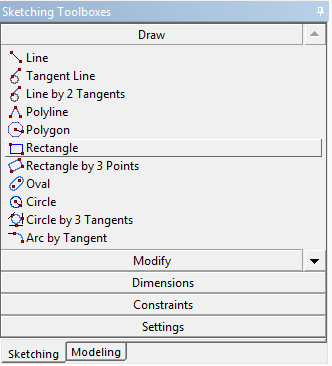 Sketching Toolboxes
Draw
Line
Tangent Line
Line by 2 Tangents
Polyline
Polygon
Rectangle
Rectangle by 3 Points
Oval
Circle
Circle by 3 Tangents
Arc by Tangent
Modify
Dimensions
Constraints
Settings
Sketching Modeling